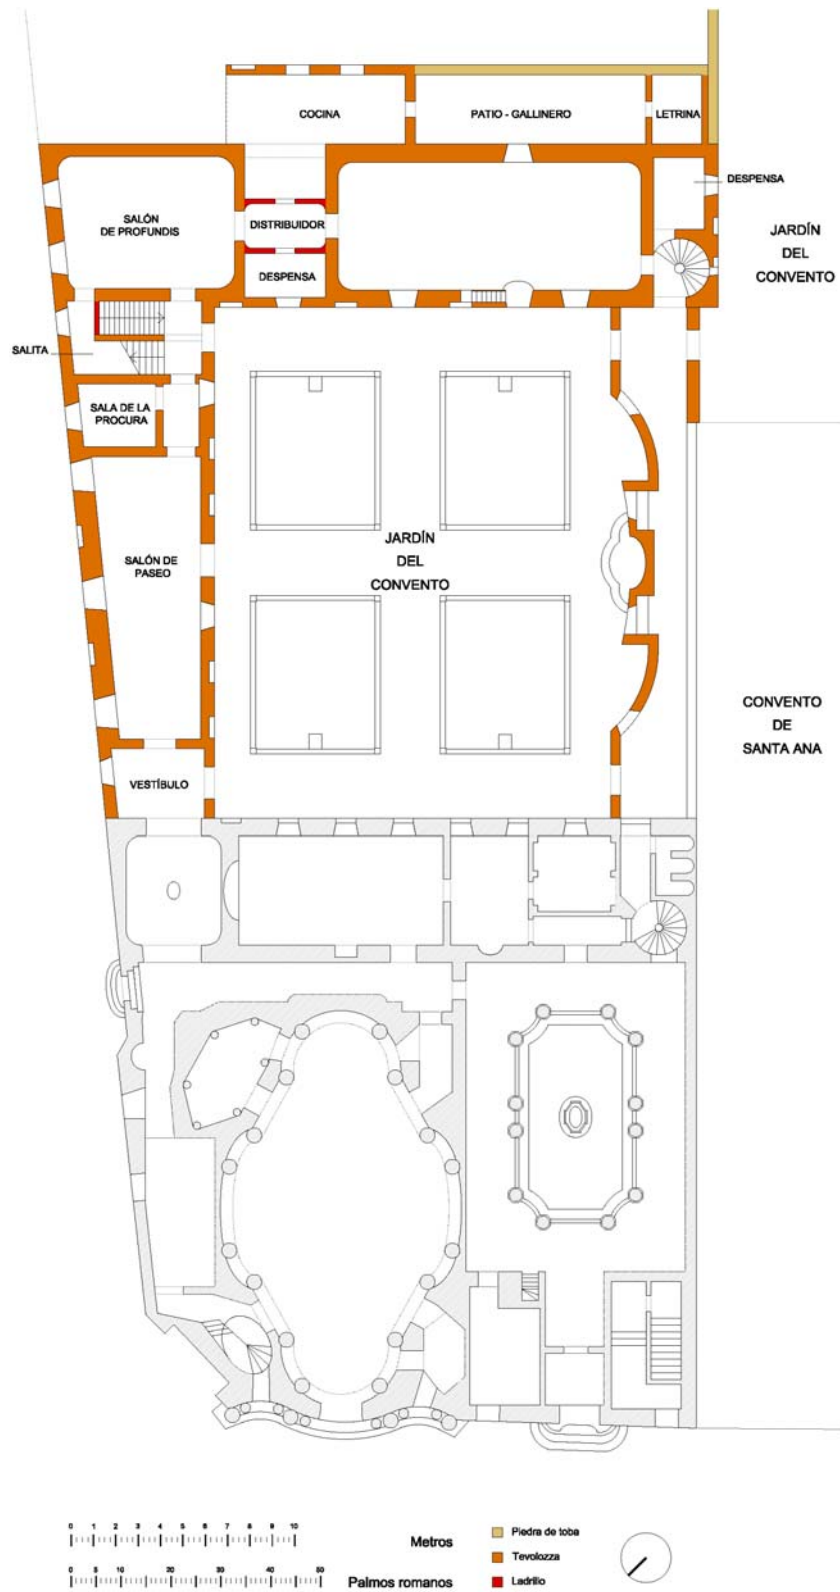 COCINA
PATIO - GALLINERO
LETRINA
DESPENSA
SALÓN
DE PROFUNDIS
DISTRIBUIDOR
DESPENSA
JARDÍN
DEL
CONVENTO
SALITA
SALA DE LA
PROCURA
SALÓN DE
PASEO
JARDÍN
DEL
CONVENTO
CONVENTO
DE
SANTA ANA
VESTÍBULO
0 1 2 3 4 5 6 7 8 9 10
Metros
0 5 10 20 30 40 50
Palmos romanos
Piedra de toba
Tevolozza
Ladrillo